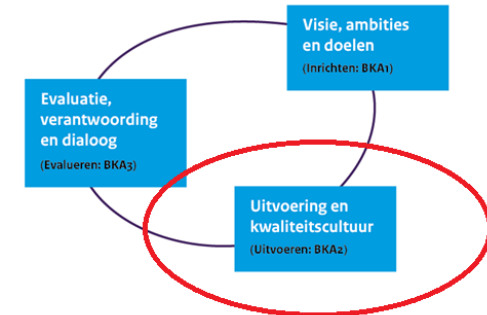 Visie, ambities
en doelen
(Inrichten: BKA1)
Evaluatie,
verantwoording
en dialoog
(Evalueren: BKA3)
Uitvoering en
kwaliteitscultuur
(Uitvoeren: BKA2)